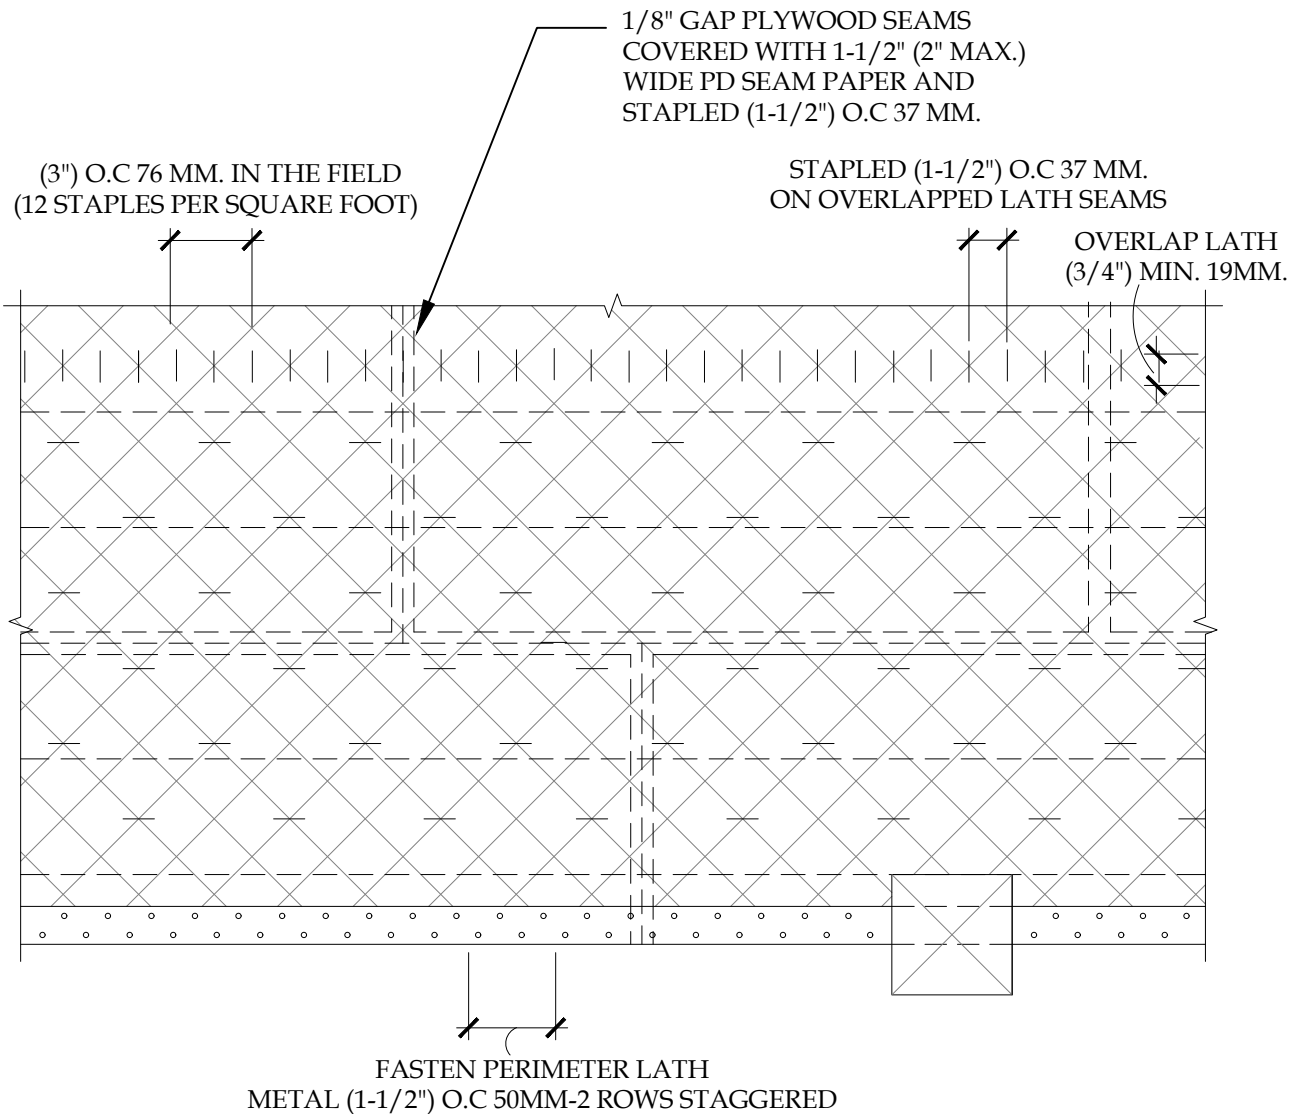 1/8" GAP PLYWOOD SEAMS
COVERED WITH 1-1/2" (2" MAX.)
WIDE PD SEAM PAPER AND
STAPLED (1-1/2") O.C 37 MM.
(3") O.C 76 MM. IN THE FIELD
(12 STAPLES PER SQUARE FOOT)
STAPLED (1-1/2") O.C 37 MM.
ON OVERLAPPED LATH SEAMS
OVERLAP LATH
(3/4") MIN. 19MM.
FASTEN PERIMETER LATH
METAL (1-1/2") O.C 50MM-2 ROWS STAGGERED